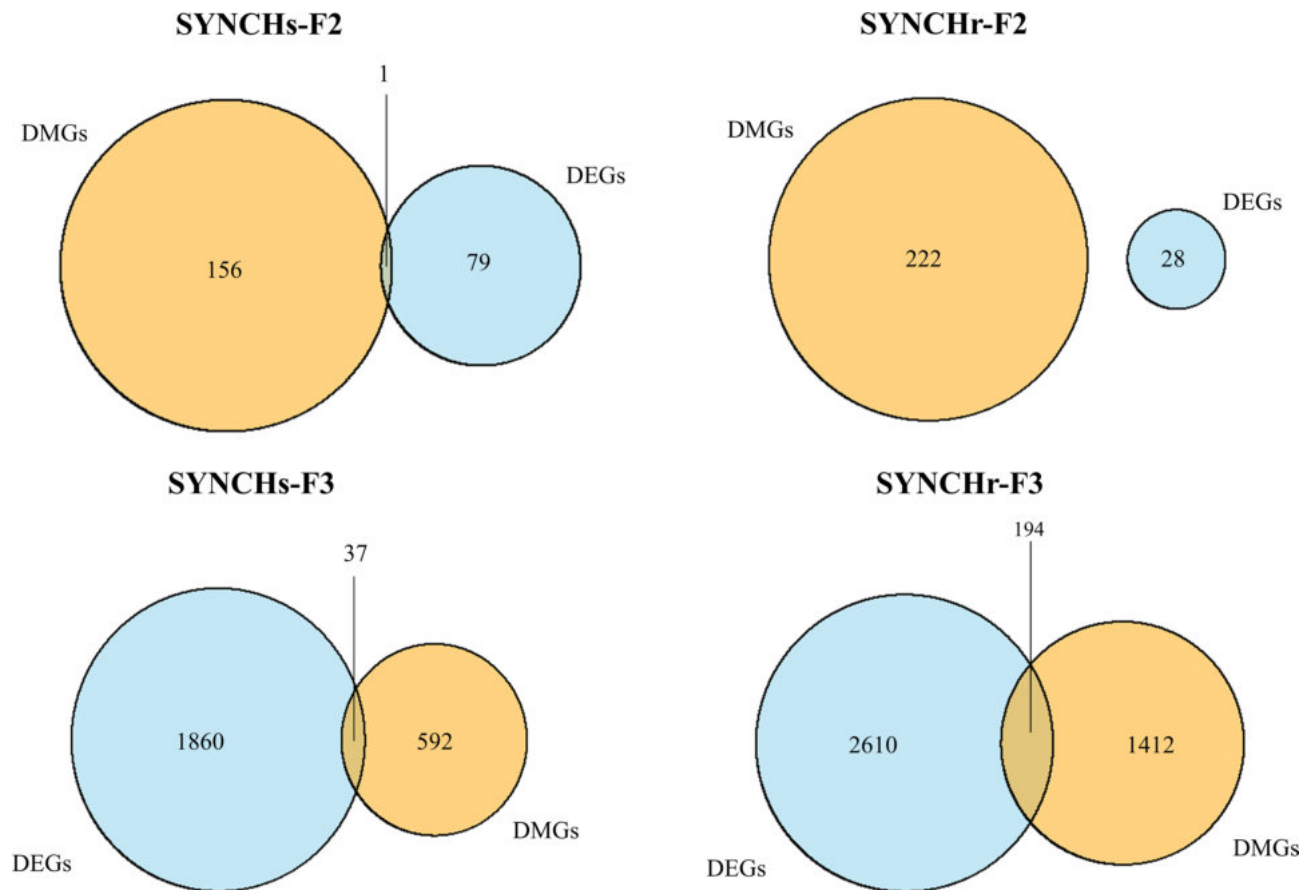 SYNCHs-F2
1
DMGs
DEGs
156
79
SYNCHr-F2
DMGs
DEGs
222
28
SYNCHs-F3
37
1860
592
DEGs
DMGs
SYNCHr-F3
194
2610
1412
DEGs
DMGs